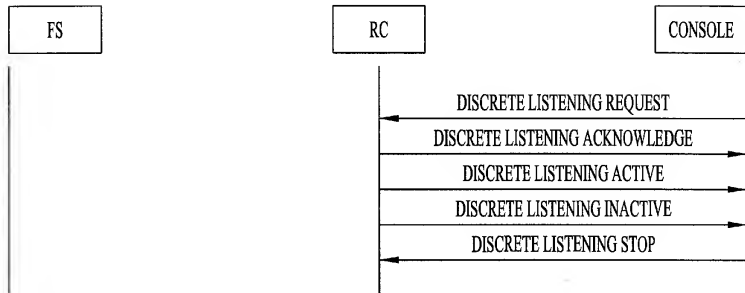 FS
RC
CONSOLE
DISCRETE LISTENING REQUEST
DISCRETE LISTENING ACKNOWLEDGE
DISCRETE LISTENING ACTIVE
DISCRETE LISTENING INACTIVE
DISCRETE LISTENING STOP